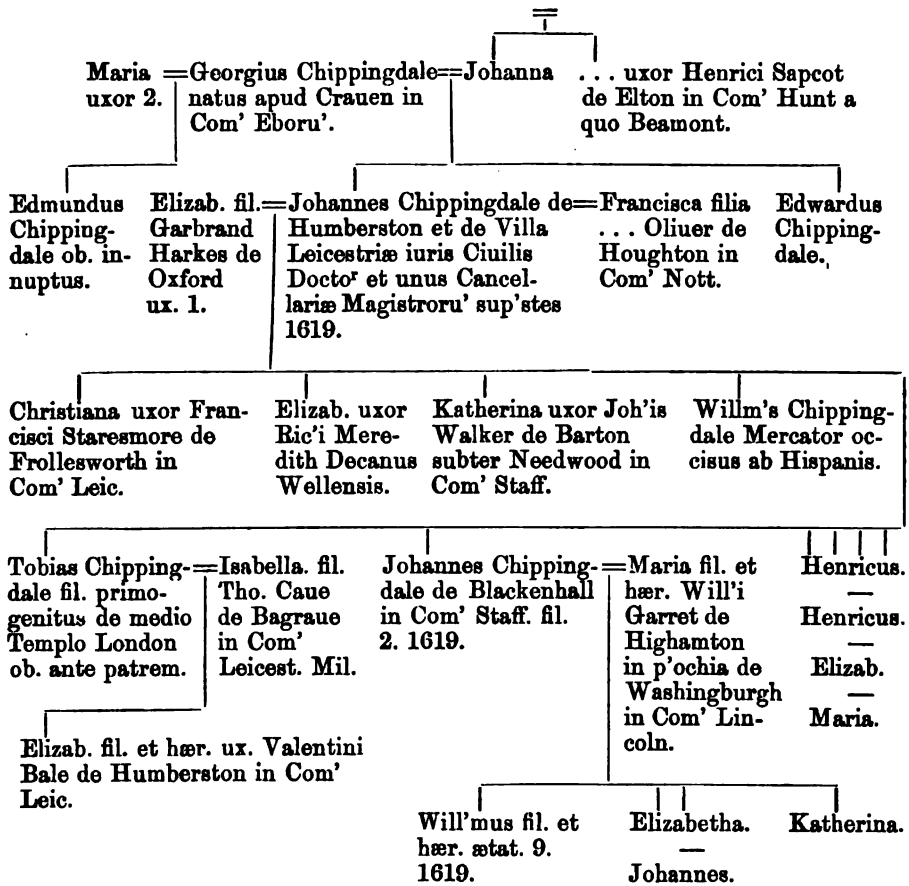 Maria =Georgius Chippingdale=Johanna
uxor 2.
natus apud Crauen in
Com' Eboru'.
... uxor Henrici Sapcot
de Elton in Com' Hunt a
quo Beamont.
Edmundus
Chipping-
dale ob. in-
nuptus.
Elizab. fil.=
Garbrand
Harkes de
Oxford
ux. 1.
Johannes Chippingdale de=
Humberston et de Villa
Leicestriæ iuris Ciuilis
Doctoʳ et unus Cancel-
lariæ Magistroru' sup'stes
1619.
Francisca filia
... Oliuer de
Houghton in
Com' Nott.
Edwardus
Chipping-
dale.
Christiana uxor Fran-
cisci Staresmore de
Frollesworth in
Com' Leic.
Elizab. uxor
Ric'i Mere-
dith Decanus
Wellensis.
Katherina uxor Joh'is
Walker de Barton
subter Needwood in
Com' Staff.
Willm's Chipping-
dale Mercator oc-
cisus ab Hispanis.
Tobias Chipping-=
dale fil. primo-
genitus de medio
Templo London
ob. ante patrem.
Isabella. fil.
Tho. Caue
de Bagraue
in Com'
Leicest. Mil.
Johannes Chipping-=
dale de Blackenhall
in Com' Staff. fil.
2. 1619.
Maria fil. et
hær. Will'i
Garret de
Highamton
in p'ochia de
Washingburgh
in Com' Lin-
coln.
Henricus.
—
Henricus.
—
Elizab.
—
Maria.
Elizab. fil. et hær. ux. Valentini
Bale de Humberston in Com'
Leic.
Will'mus fil. et
hær. ætat. 9.
1619.
Elizabetha.
—
Johannes.
Katherina.